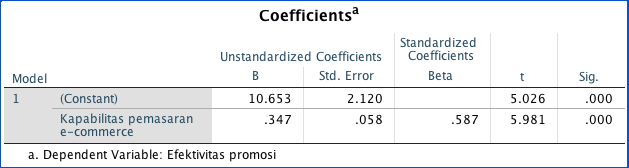 Coefficientsa
Unstandardized Coefficients Standardized Coefficients
Model B Std. Error Beta t Sig.
1 (Constant) 10.653 2.120 5.026 .000
Kapabilitas pemasaran e-commerce .347 .058 .587 5.981 .000
a. Dependent Variable: Efektivitas promosi